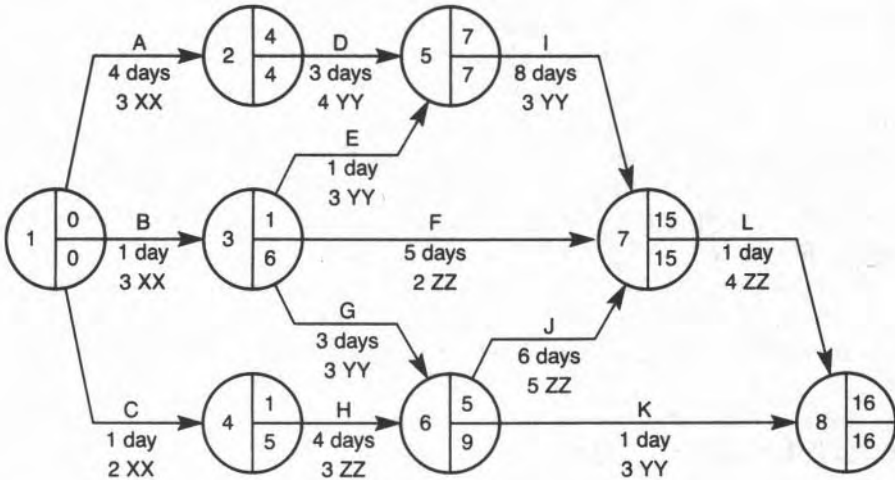 A
4 days
3 XX
2
4
4
D
3 days
4 YY
5
7
7
I
8 days
3 YY
E
1 day
3 YY
1
0
0
B
1 day
3 XX
3
1
6
F
5 days
2 ZZ
7
15
15
L
1 day
4 ZZ
G
3 days
3 YY
J
6 days
5 ZZ
C
1 day
2 XX
4
1
5
H
4 days
3 ZZ
6
5
9
K
1 day
3 YY
8
16
16